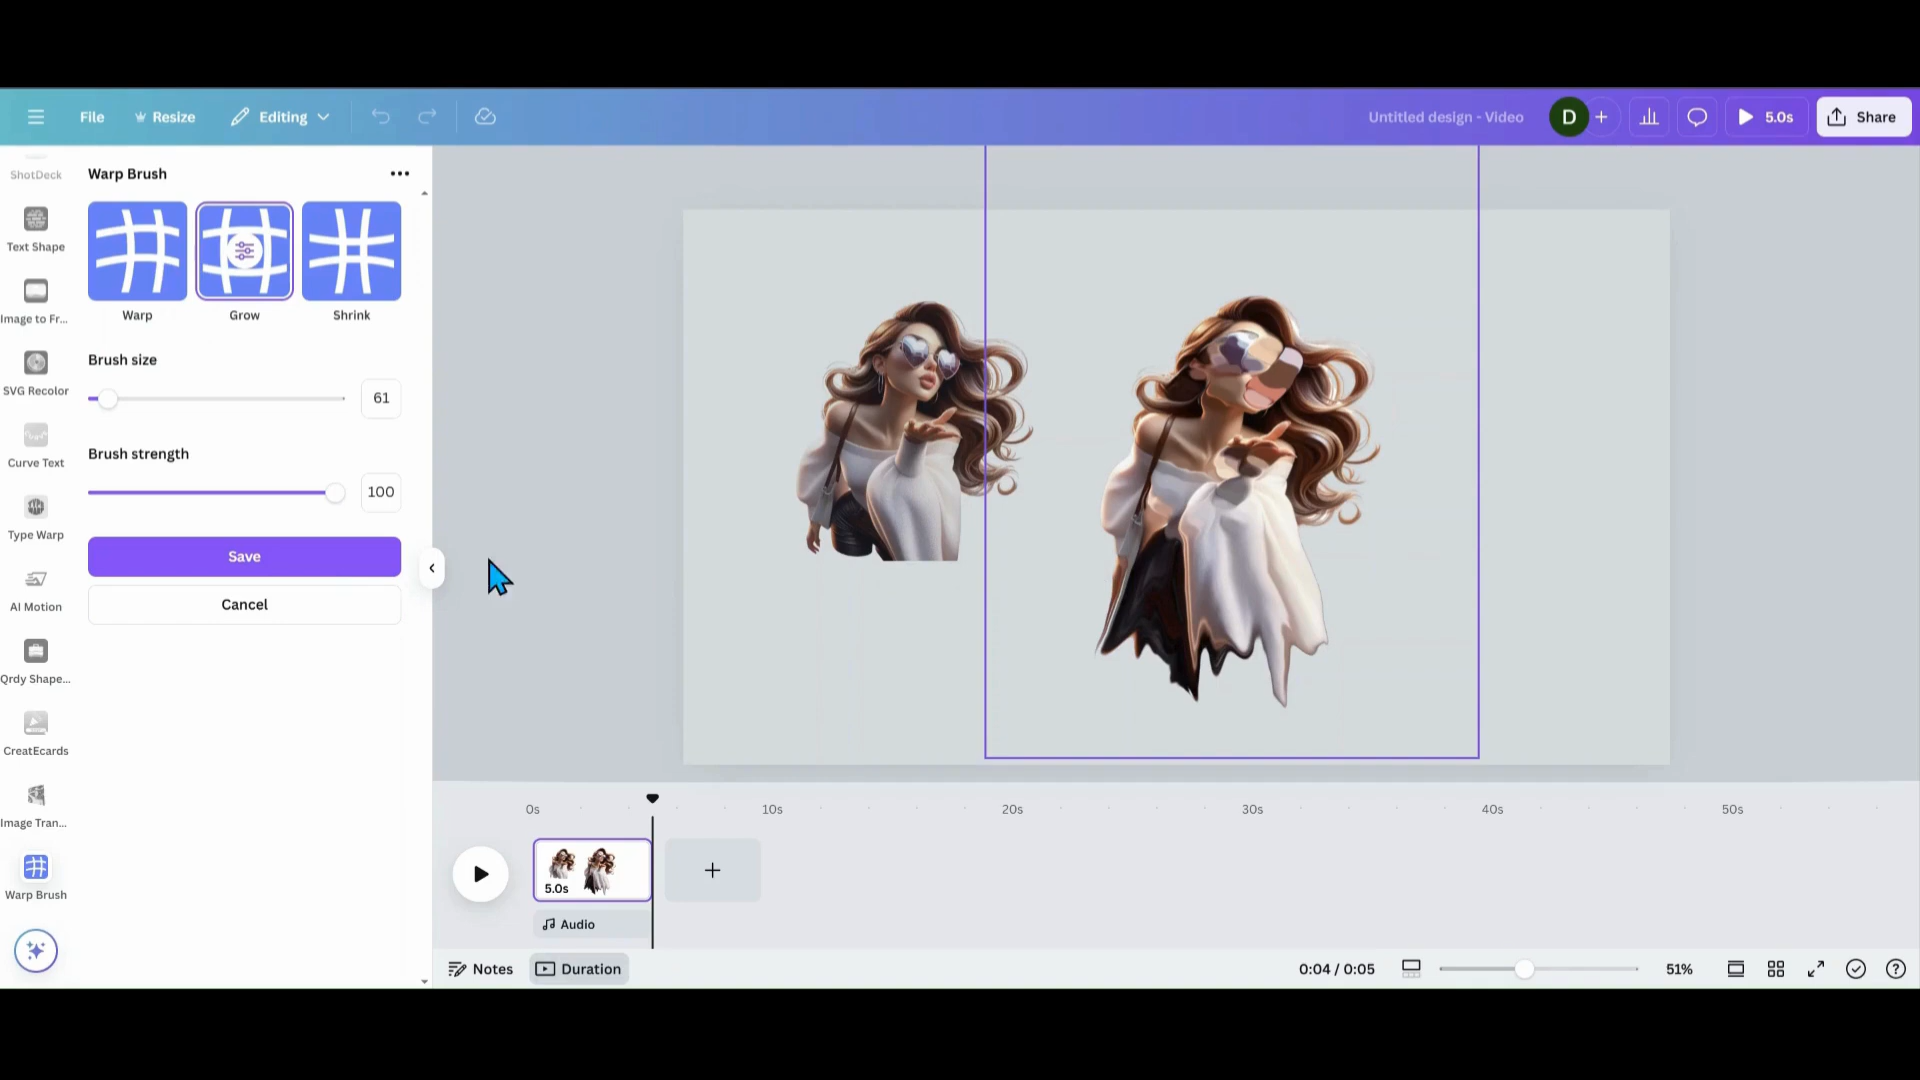 File
Resize
Editing
Untitled design - Video
D
5.0s
Share
ShotDeck
Text Shape
Image to Fr...
SVG Recolor
Curve Text
Type Warp
AI Motion
Qrdy Shape...
CreatEcards
Image Tran...
Warp Brush
Warp Brush
Warp
Grow
Shrink
Brush size
61
Brush strength
100
Save
Cancel
0s
10s
20s
30s
40s
50s
5.0s
Audio
Notes
Duration
0:04 / 0:05
51%